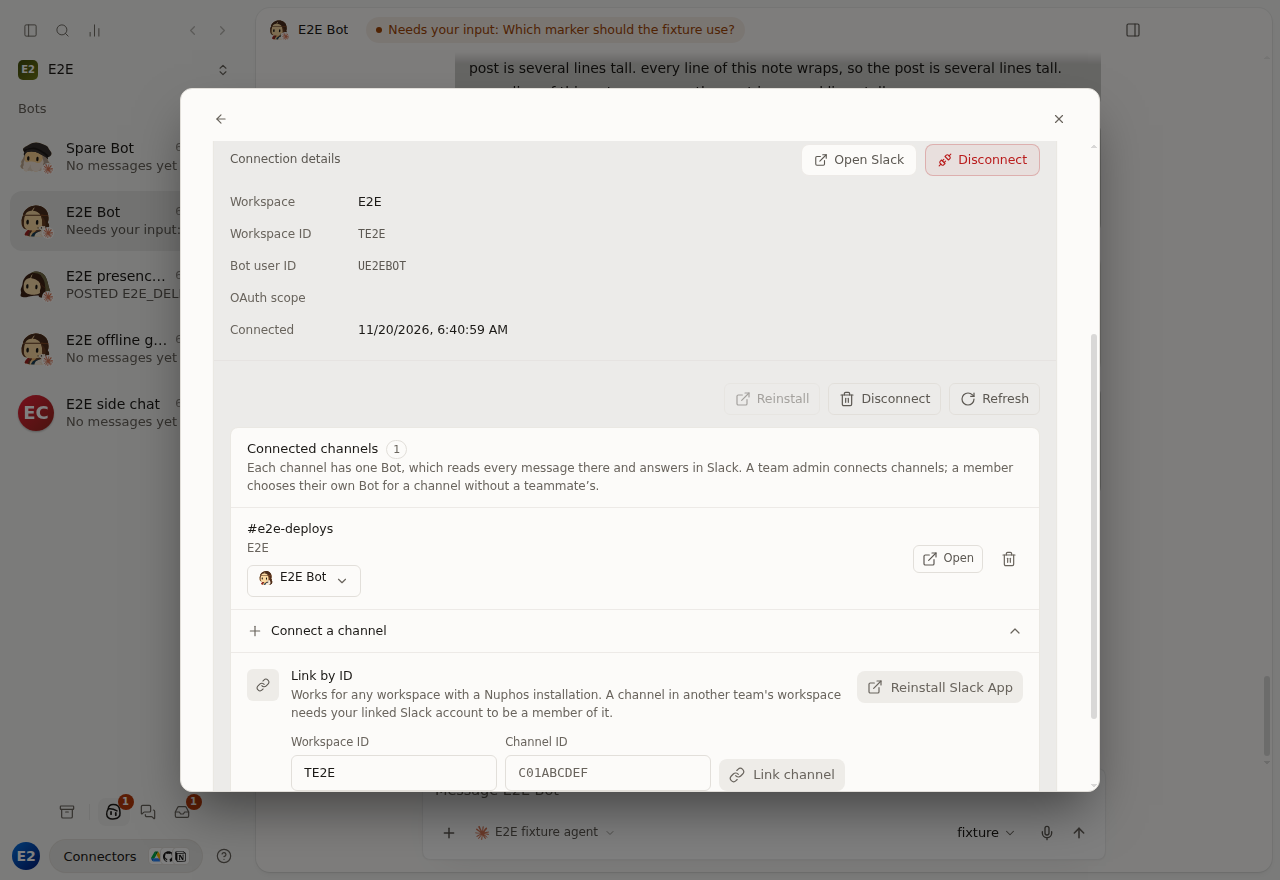 E2E Bot
Needs your input: Which marker should the fixture use?
E2
E2E
post is several lines tall. every line of this note wraps, so the post is several lines tall.
Bots
Spare Bot
No messages yet
E2E Bot
Needs your input:
E2E presenc…
POSTED E2E_DEL
E2E offline g…
No messages yet
EC
E2E side chat
No messages yet
Connection details
Open Slack
Disconnect
Workspace
E2E
Workspace ID
TE2E
Bot user ID
UE2EBOT
OAuth scope
Connected
11/20/2026, 6:40:59 AM
Reinstall
Disconnect
Refresh
Connected channels
1
Each channel has one Bot, which reads every message there and answers in Slack. A team admin connects channels; a member
chooses their own Bot for a channel without a teammate’s.
#e2e-deploys
E2E
E2E Bot
Open
Connect a channel
Link by ID
Works for any workspace with a Nuphos installation. A channel in another team's workspace
needs your linked Slack account to be a member of it.
Reinstall Slack App
Workspace ID
Channel ID
TE2E
C01ABCDEF
Link channel
Message E2E Bot
1
1
E2E fixture agent
fixture
E2
Connectors